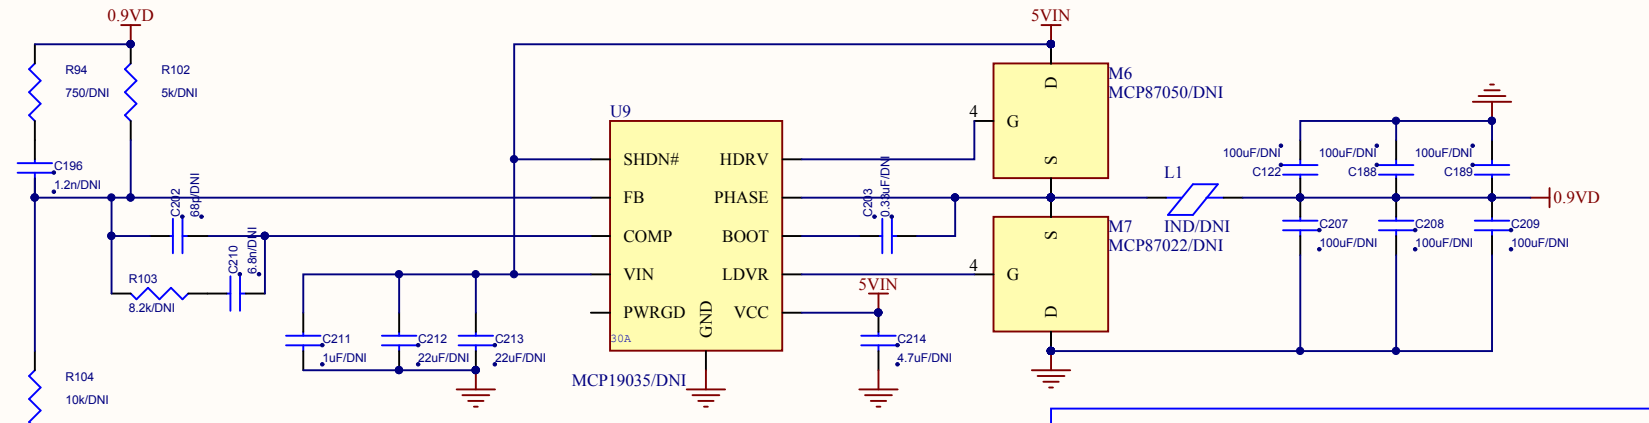 0.9VD
R94
750/DNI
R102
5k/DNI
C196
1.2n/DNI
C202
68p/DNI
C210
6.8n/DNI
R103
8.2k/DNI
R104
10k/DNI
C211
1uF/DNI
C212
22uF/DNI
C213
22uF/DNI
U9
SHDN#
FB
COMP
VIN
PWRGD
GND
HDRV
PHASE
BOOT
LDVR
VCC
30A
MCP19035/DNI
C203
0.33uF/DNI
5VIN
C214
4.7uF/DNI
5VIN
M6
MCP87050/DNI
D
4
G
S
M7
MCP87022/DNI
S
4
G
D
L1
IND/DNI
100uF/DNI
C122
100uF/DNI
C188
100uF/DNI
C189
0.9VD
C207
100uF/DNI
C208
100uF/DNI
C209
100uF/DNI